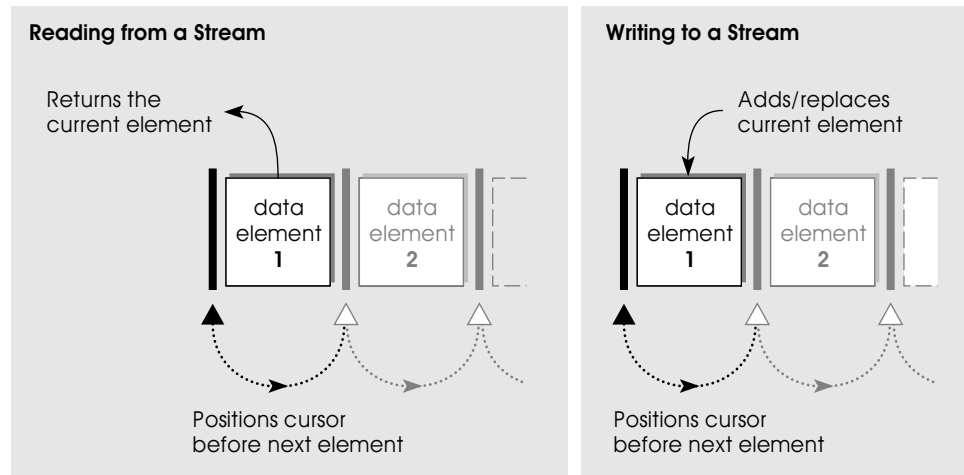 Reading from a Stream
Returns the
current element
data
element
1
data
element
2
Positions cursor
before next element
Writing to a Stream
Adds/replaces
current element
data
element
1
data
element
2
Positions cursor
before next element